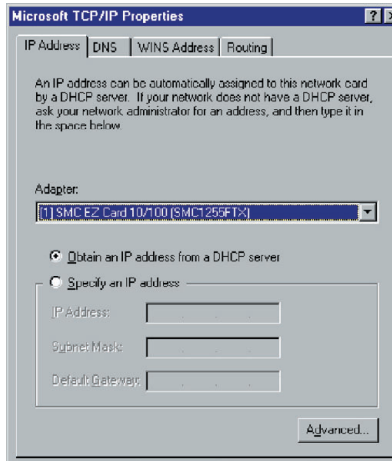 Microsoft TCP/IP Properties
IP Address DNS WINS Address Routing
An IP address can be automatically assigned to this network card
by a DHCP server. If your network does not have a DHCP server,
ask your network administrator for an address, and then type it in
the space below.
Adapter:
[1] SMC EZ Card 10/100 (SMC1255FTX)
Obtain an IP address from a DHCP server
Specify an IP address
IP Address:
Subnet Mask:
Default Gateway:
Advanced...